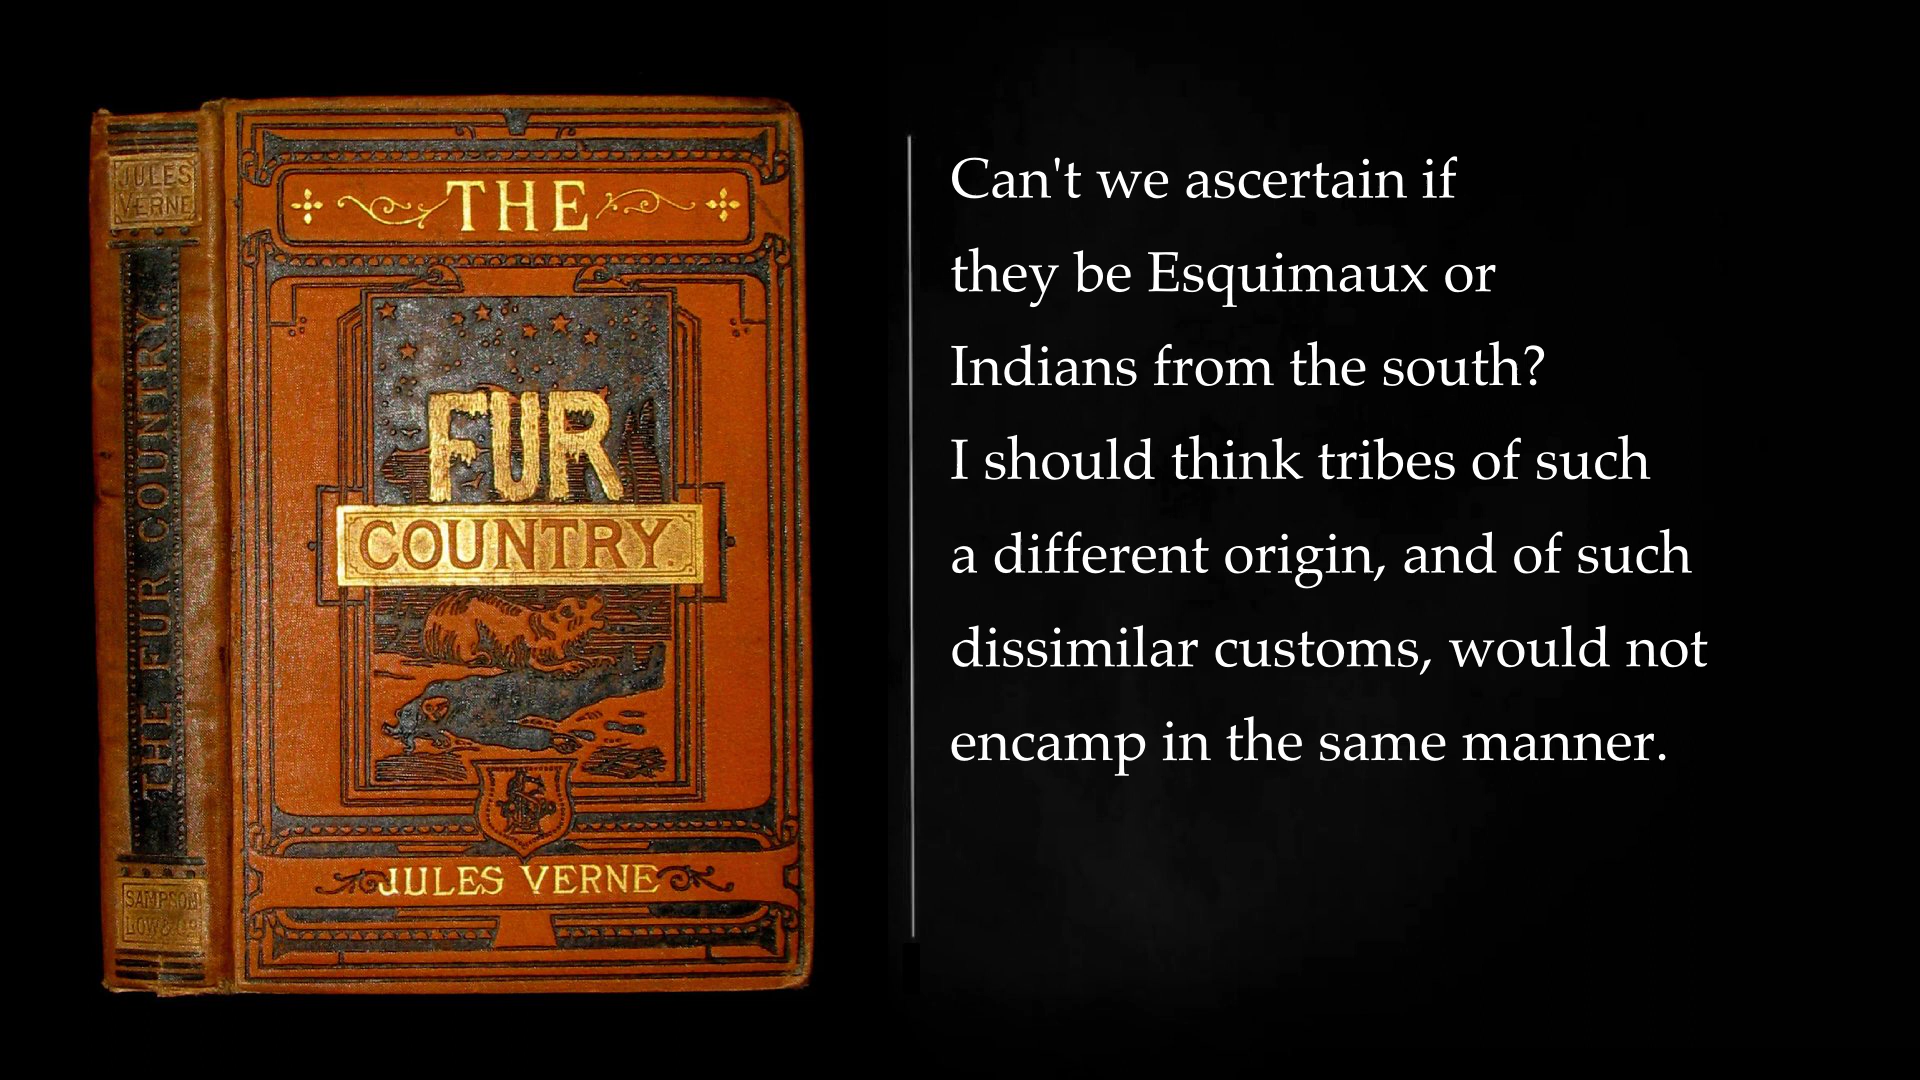 JULES
VERNE
THE FUR COUNTRY.
SAMPSON
LOW & Co
THE
FUR
COUNTRY.
JULES VERNE
Can't we ascertain if
they be Esquimaux or
Indians from the south?
I should think tribes of such
a different origin, and of such
dissimilar customs, would not
encamp in the same manner.